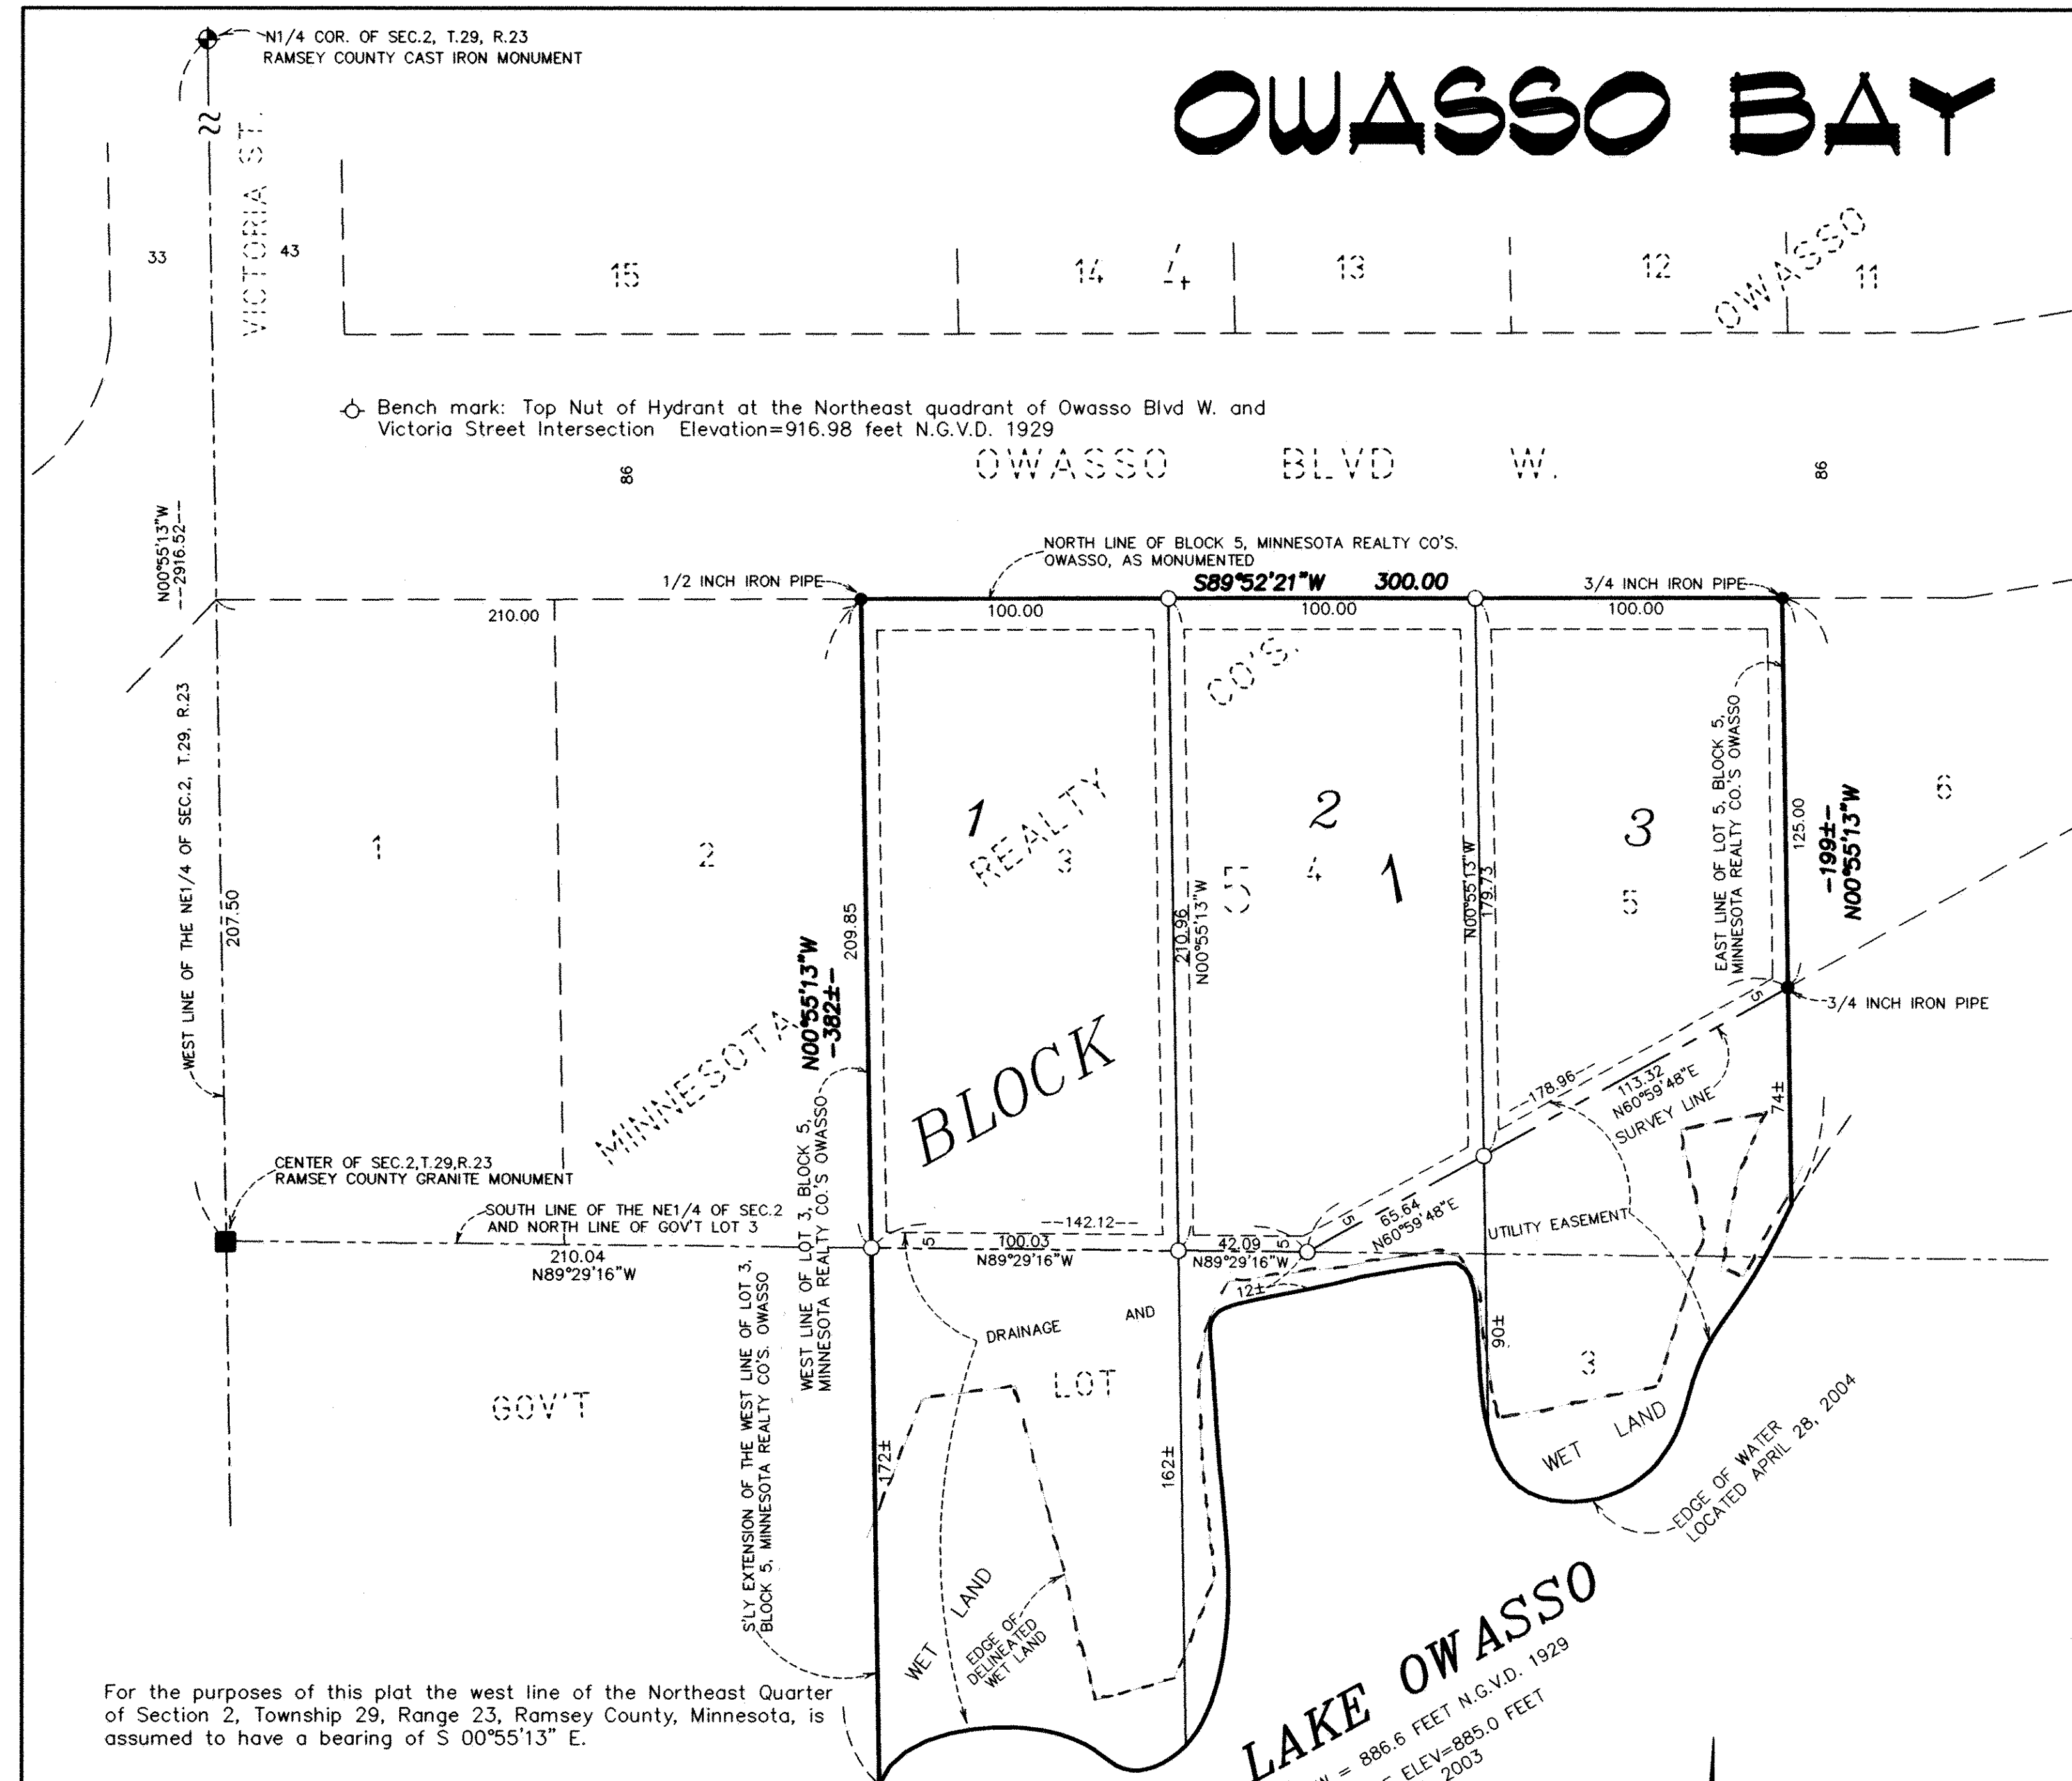 N1/4 COR. OF SEC.2, T.29, R.23
RAMSEY COUNTY CAST IRON MONUMENT
OWASSO BAY
VICTORIA ST.
33
43
15
14
4
13
12
OWASSO
11
Bench mark: Top Nut of Hydrant at the Northeast quadrant of Owasso Blvd W. and
Victoria Street Intersection Elevation=916.98 feet N.G.V.D. 1929
86
OWASSO BLVD W.
86
N00°55'13"W
--2916.52--
NORTH LINE OF BLOCK 5, MINNESOTA REALTY CO'S.
OWASSO, AS MONUMENTED
1/2 INCH IRON PIPE
S89°52'21"W 300.00
3/4 INCH IRON PIPE
210.00
100.00
100.00
100.00
CO'S.
WEST LINE OF THE NE1/4 OF SEC.2, T.29, R.23
207.50
1
2
1
REALTY
3
2
4
5
1
3
5
6
EAST LINE OF LOT 5, BLOCK 5,
MINNESOTA REALTY CO.'S OWASSO
125.00
-199±-
N00°55'13"W
209.85
N00°55'13"W
-382±-
210.96
N00°55'13"W
N00°55'13"W
179.73
MINNESOTA
BLOCK
5
3/4 INCH IRON PIPE
--178.96--
113.32
N60°59'48"E
SURVEY LINE
74±
CENTER OF SEC.2,T.29,R.23
RAMSEY COUNTY GRANITE MONUMENT
SOUTH LINE OF THE NE1/4 OF SEC.2
AND NORTH LINE OF GOV'T LOT 3
210.04
N89°29'16"W
WEST LINE OF LOT 3, BLOCK 5,
MINNESOTA REALTY CO.'S OWASSO
5
--142.12--
100.03
N89°29'16"W
42.09
N89°29'16"W
5
5
65.64
N60°59'48"E
UTILITY EASEMENT
12±
DRAINAGE AND
90±
S'LY EXTENSION OF THE WEST LINE OF LOT 3,
BLOCK 5, MINNESOTA REALTY CO'S. OWASSO
GOV'T
LOT
3
172±
162±
WET LAND
EDGE OF WATER
LOCATED APRIL 28, 2004
WET LAND
EDGE OF
DELINEATED
WET LAND
LAKE OWASSO
= 886.6 FEET N.G.V.D. 1929
ELEV=885.0 FEET
2003
For the purposes of this plat the west line of the Northeast Quarter
of Section 2, Township 29, Range 23, Ramsey County, Minnesota, is
assumed to have a bearing of S 00°55'13" E.